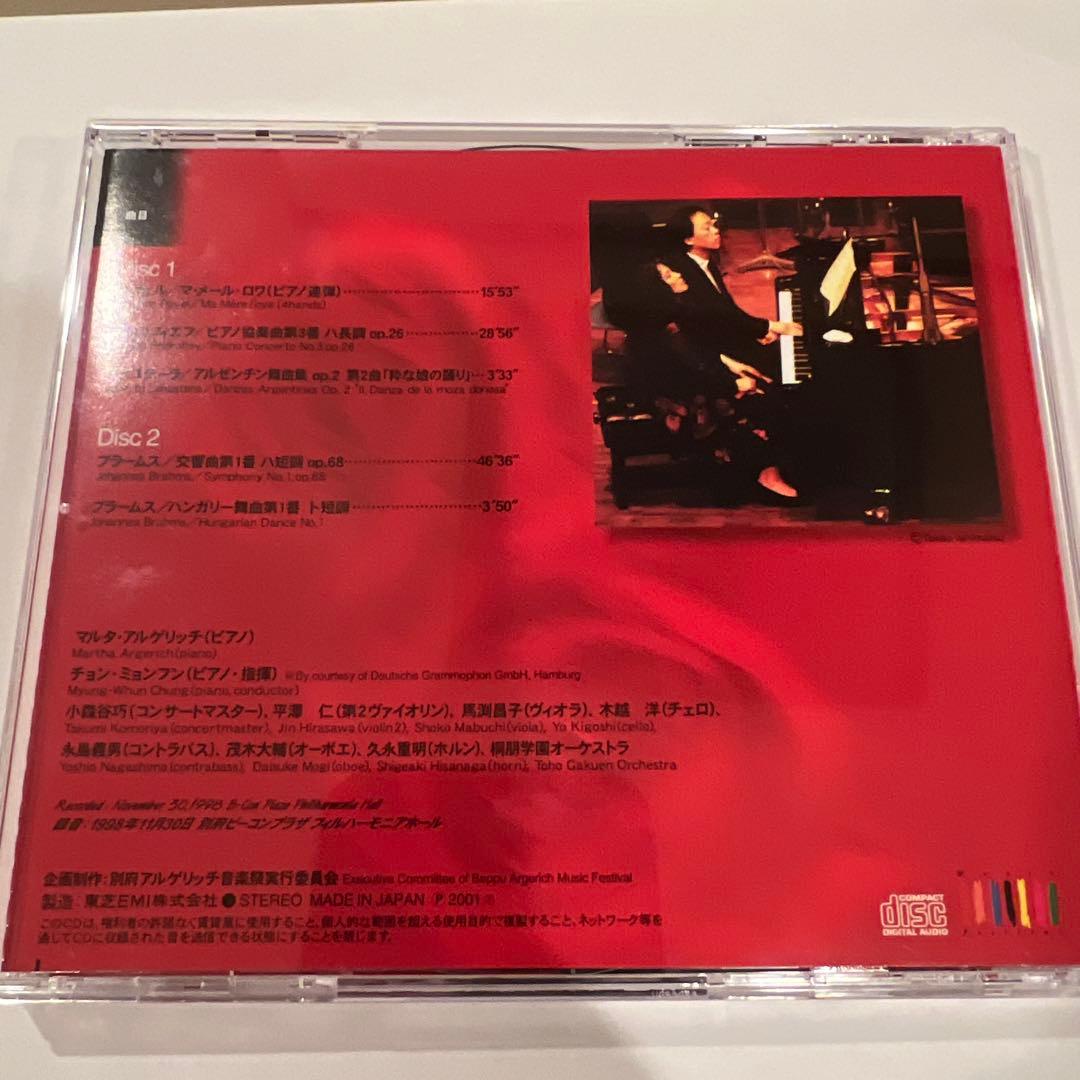 曲目
Disc 1
マ・メール・ロワ(ピアノ連弾)…15'53"
Ma Mère (4hands)
ピアノ協奏曲第3番 ハ長調 op.26…28'56"
"Piano Concerto No.3 op.26
アルゼンチン舞曲集 op.2 第2曲「粋な娘の踊り」…3'33"
"Danzas Argentinas Op. 2 "II. Danza de la moza donosa"
Disc 2
ブラームス/交響曲第1番 ハ短調 op.68…46'36"
Johannes Brahms/Symphony No.1 op.68
ブラームス/ハンガリー舞曲第1番 ト短調…3'50"
Johannes Brahms/Hungarian Dance No.1
マルタ・アルゲリッチ(ピアノ)
Martha Argerich(piano)
チョン・ミョンフン(ピアノ・指揮) By courtesy of Deutsche Grammophon GmbH, Hamburg
Myung-Whun Chung(piano, conductor)
小森谷巧(コンサートマスター)、平澤 仁(第2ヴァイオリン)、馬渕昌子(ヴィオラ)、木越 洋(チェロ)、
Takumi Komoriya(concertmaster), Jin Hirasawa(violin2), Shoko Mabuchi(viola), Yo Kigoshi(cello),
永島義男(コントラバス)、茂木大輔(オーボエ)、久永重明(ホルン)、桐朋学園オーケストラ
Yoshio Nagashima(contrabass), Daisuke Mogi(oboe), Shigeaki Hisanaga(horn), Toho Gakuen Orchestra
Recorded : November 30,1998 B-Con Plaza Philharmonia Hall
録音：1998年11月30日 別府ビーコンプラザ フィルハーモニアホール
企画制作：別府アルゲリッチ音楽祭実行委員会 Executive Committee of Beppu Argerich Music Festival
製造：東芝EMI株式会社 ● STEREO MADE IN JAPAN Ⓟ 2001
このCDは、権利者の許諾なく賃貸業に使用すること、個人的な範囲を超える使用目的で複製すること、ネットワーク等を
通じてCDに収録された音を送信できる状態にすることを禁じます。
COMPACT
disc
DIGITAL AUDIO